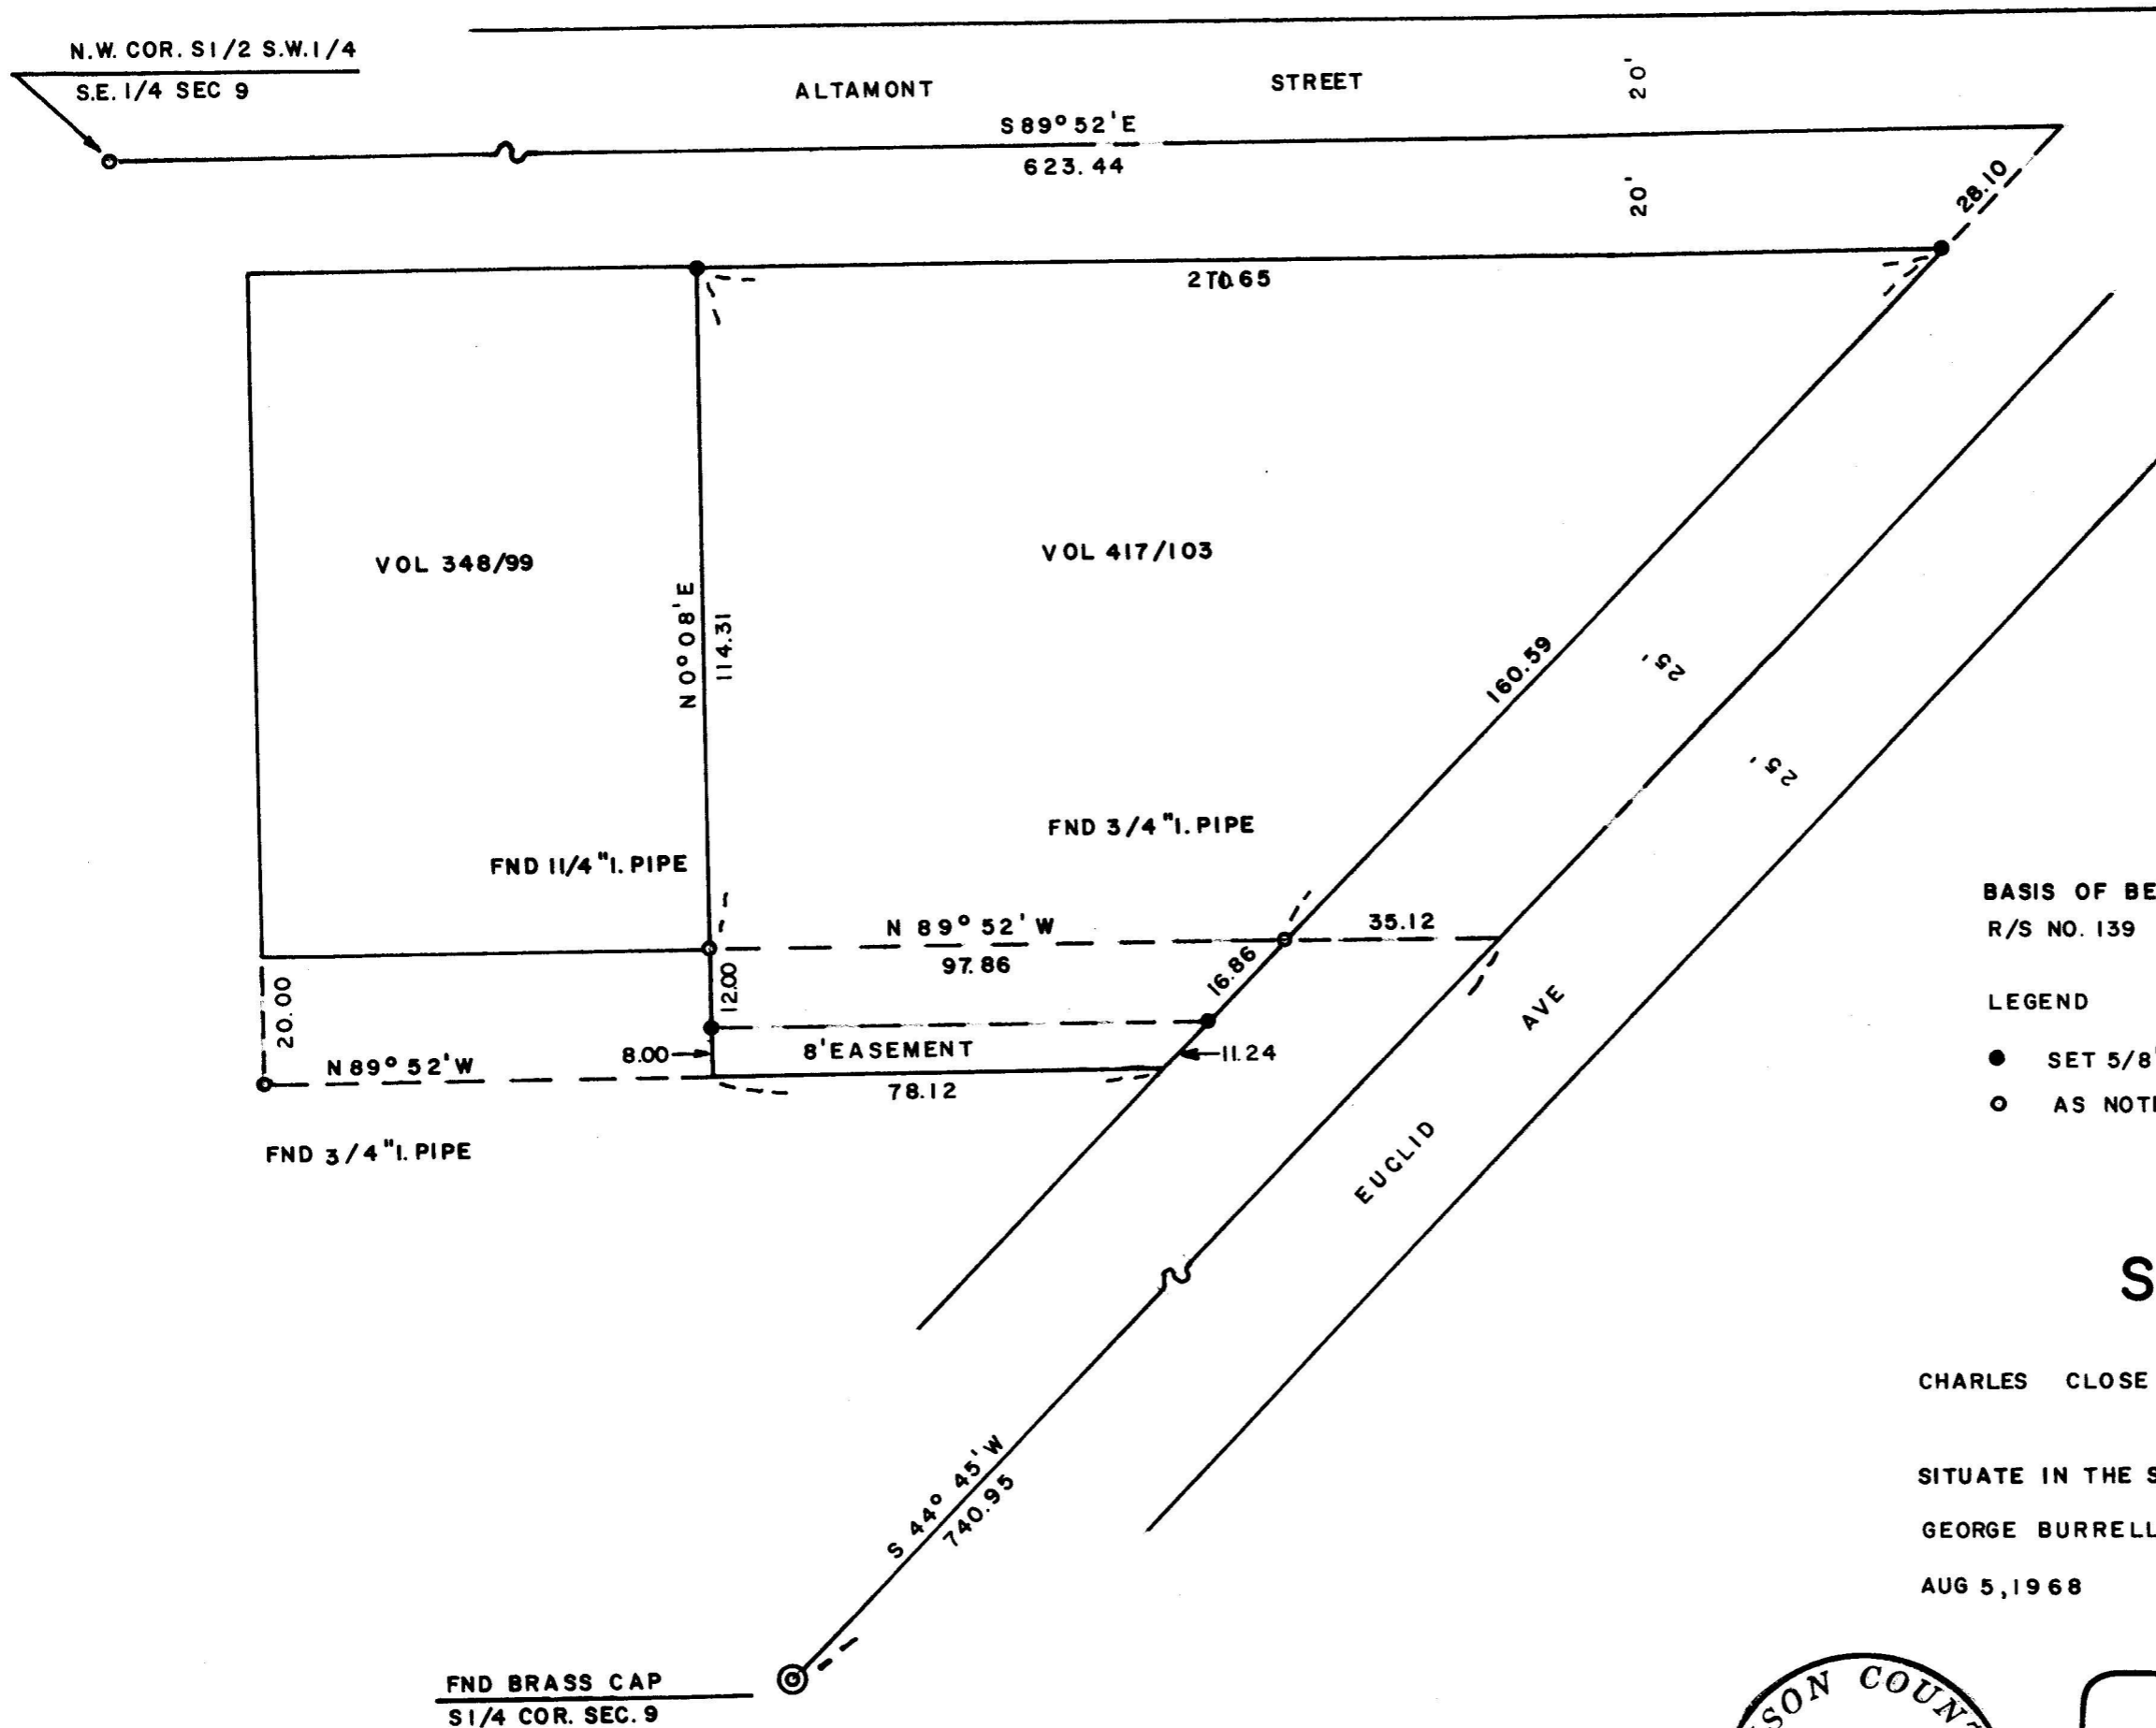 N.W. COR. S1/2 S.W.1/4
S.E. 1/4 SEC 9
ALTAMONT STREET
20'
S 89° 52' E
623.44
20'
28.10
VOL 348/99
N 0° 08' E
114.31
VOL 417/103
160.59
25'
25'
FND 3/4" I. PIPE
FND 1 1/4" I. PIPE
N 89° 52' W
97.86
35.12
16.86
12.00
20.00
8.00
8' EASEMENT
11.24
N 89° 52' W
78.12
FND 3/4" I. PIPE
EUCLID AVE
S 44° 45' W
740.95
FND BRASS CAP
S 1/4 COR. SEC. 9
BASIS OF BE
R/S NO. 139
LEGEND
SET 5/8"
AS NOT
S
CHARLES CLOSE
SITUATE IN THE S
GEORGE BURRELL
AUG 5, 1968
SON COUN